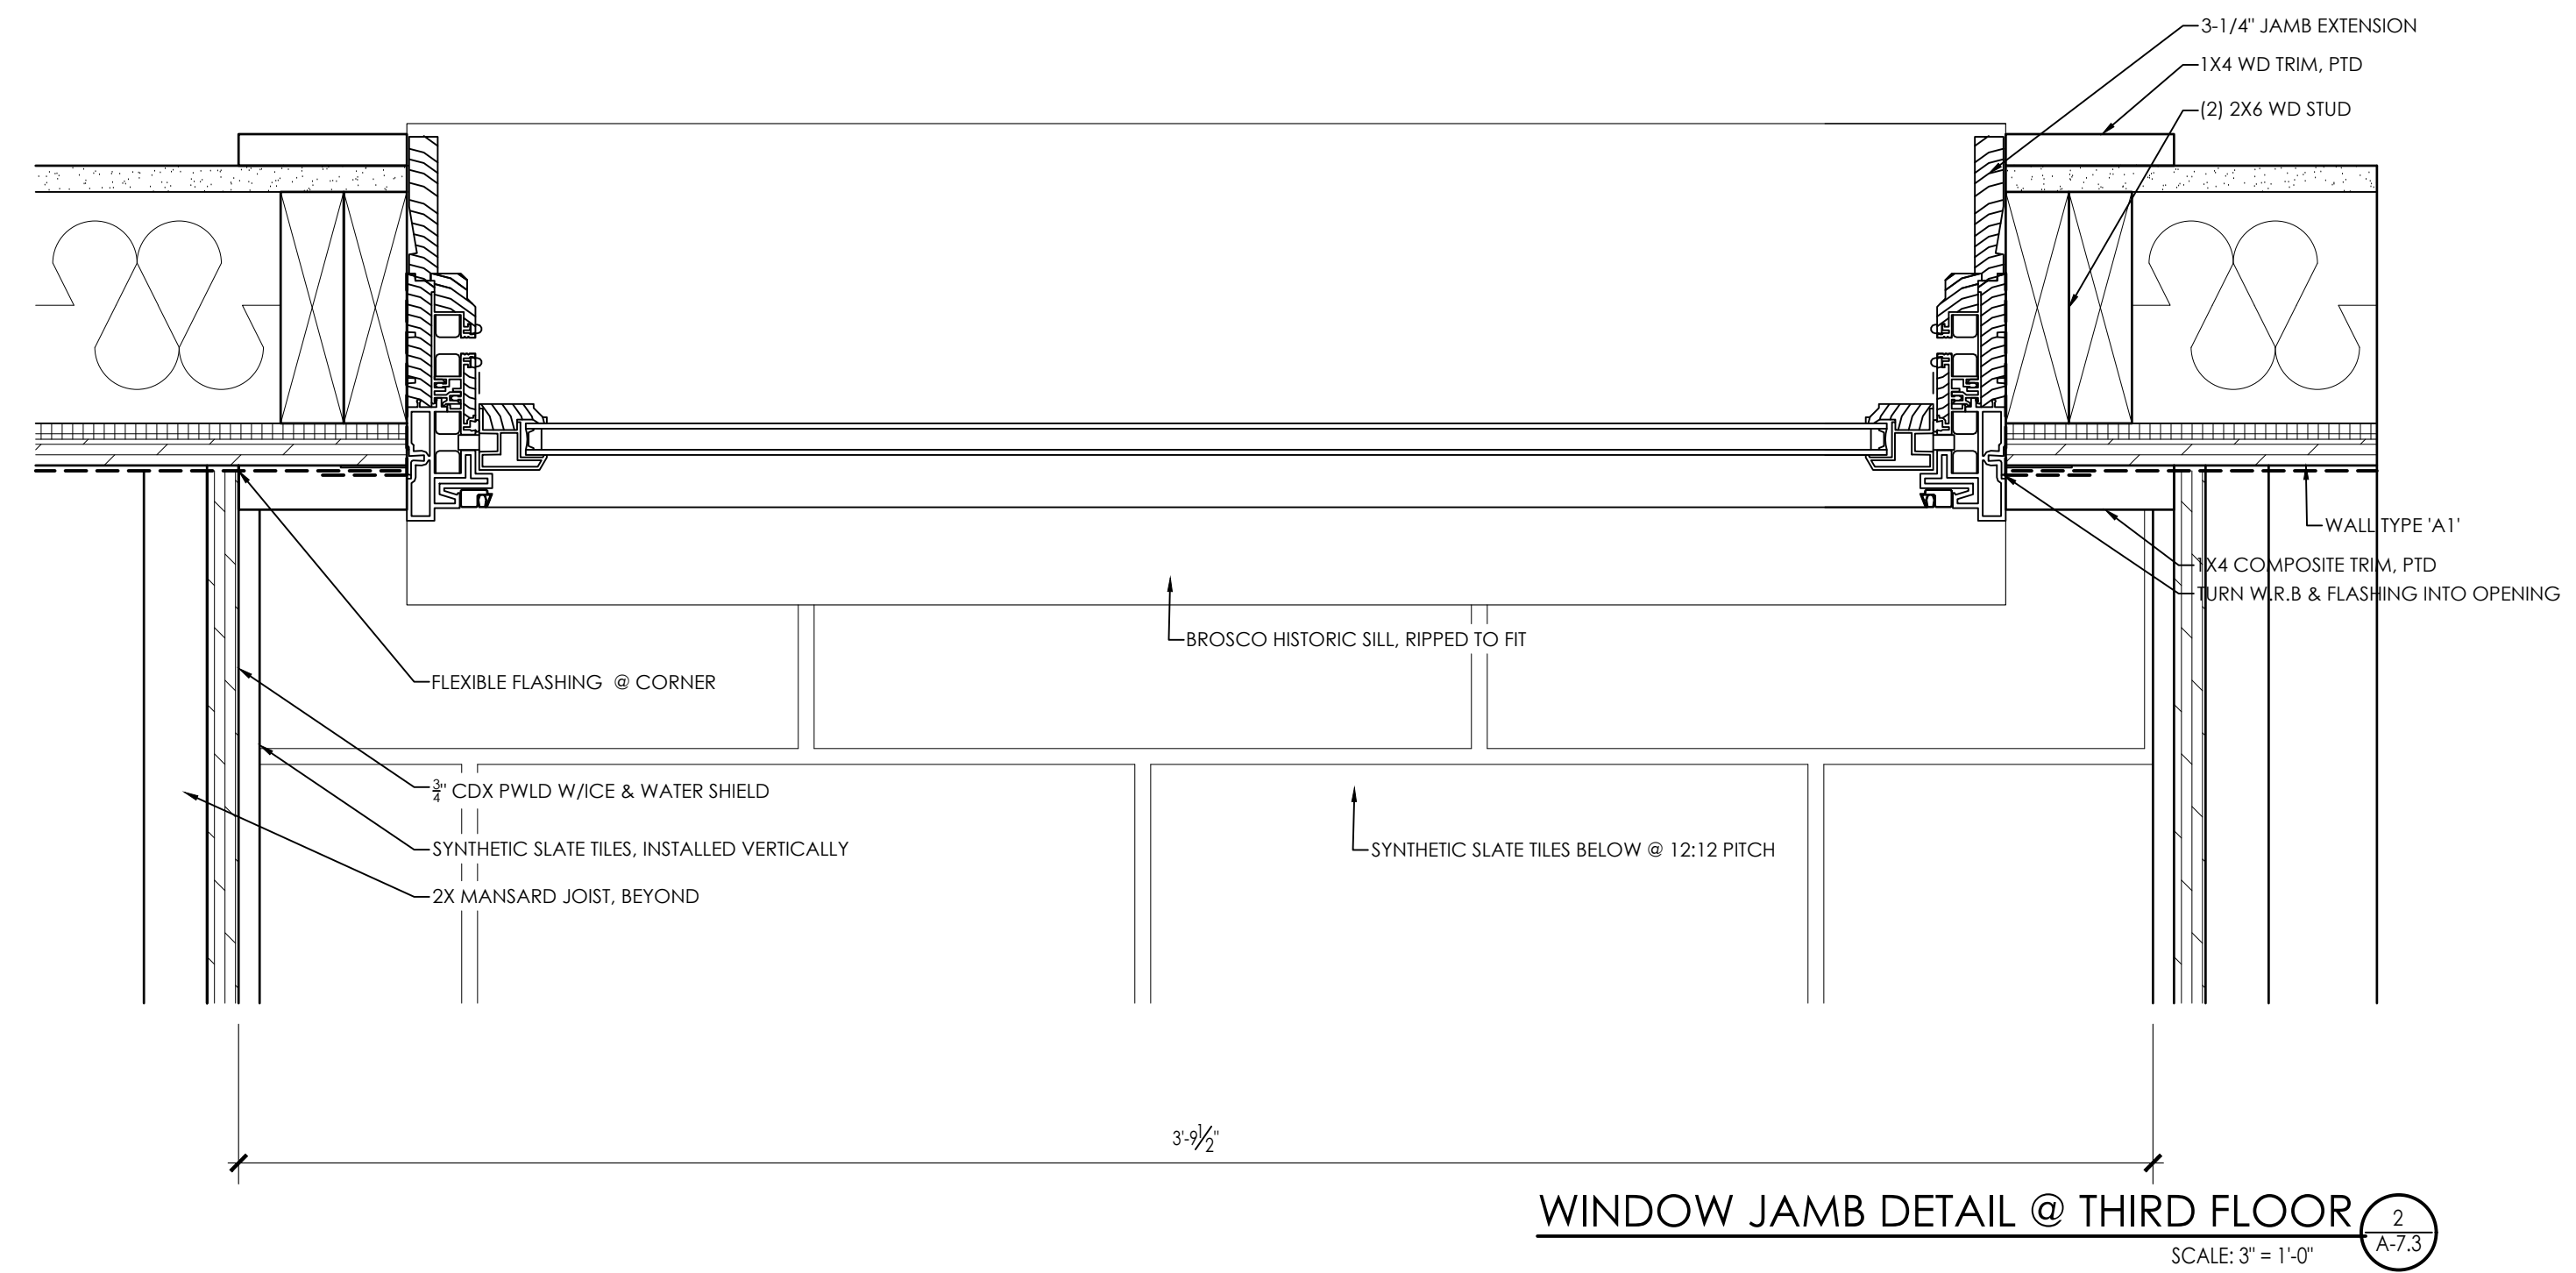 3-1/4" JAMB EXTENSION
1X4 WD TRIM, PTD
(2) 2X6 WD STUD
WALL TYPE 'A1'
1X4 COMPOSITE TRIM, PTD
TURN W.R.B & FLASHING INTO OPENING
BROSCO HISTORIC SILL, RIPPED TO FIT
FLEXIBLE FLASHING @ CORNER
3/4" CDX PWLD W/ICE & WATER SHIELD
SYNTHETIC SLATE TILES, INSTALLED VERTICALLY
SYNTHETIC SLATE TILES BELOW @ 12:12 PITCH
2X MANSARD JOIST, BEYOND
3'-9 1/2"
WINDOW JAMB DETAIL @ THIRD FLOOR
2
A-7.3
SCALE: 3" = 1'-0"